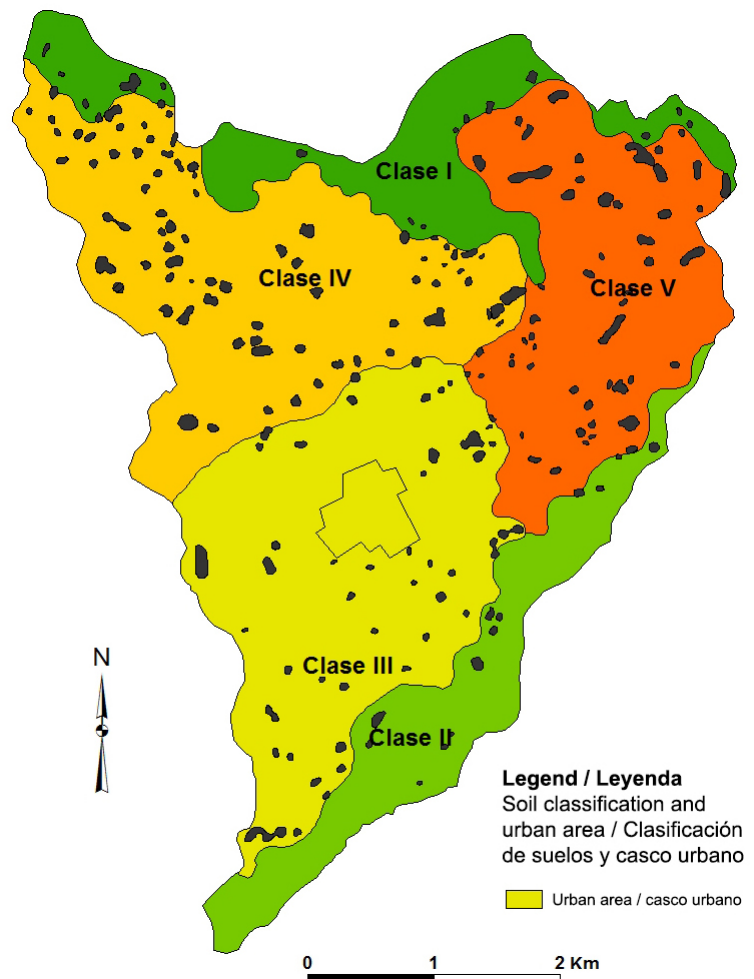 Clase I
Clase IV
Clase V
N
Clase III
Clase II
Legend / Leyenda
Soil classification and
urban area / Clasificación
de suelos y casco urbano
Urban area / casco urbano
0 1 2 Km